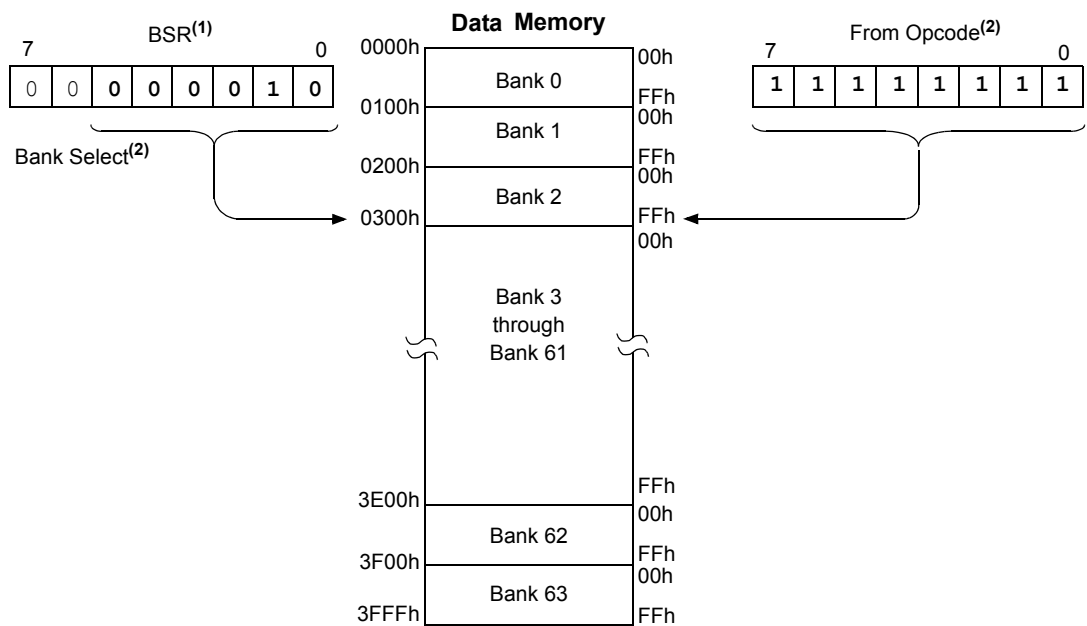 Data Memory
BSR(1)
7 0
0 0 0 0 0 0 1 0
Bank Select(2)
From Opcode(2)
7 0
1 1 1 1 1 1 1 1
0000h
00h
Bank 0
FFh
0100h
00h
Bank 1
FFh
0200h
00h
Bank 2
FFh
0300h
00h
Bank 3
through
Bank 61
FFh
3E00h
00h
Bank 62
FFh
3F00h
00h
Bank 63
3FFFh
FFh